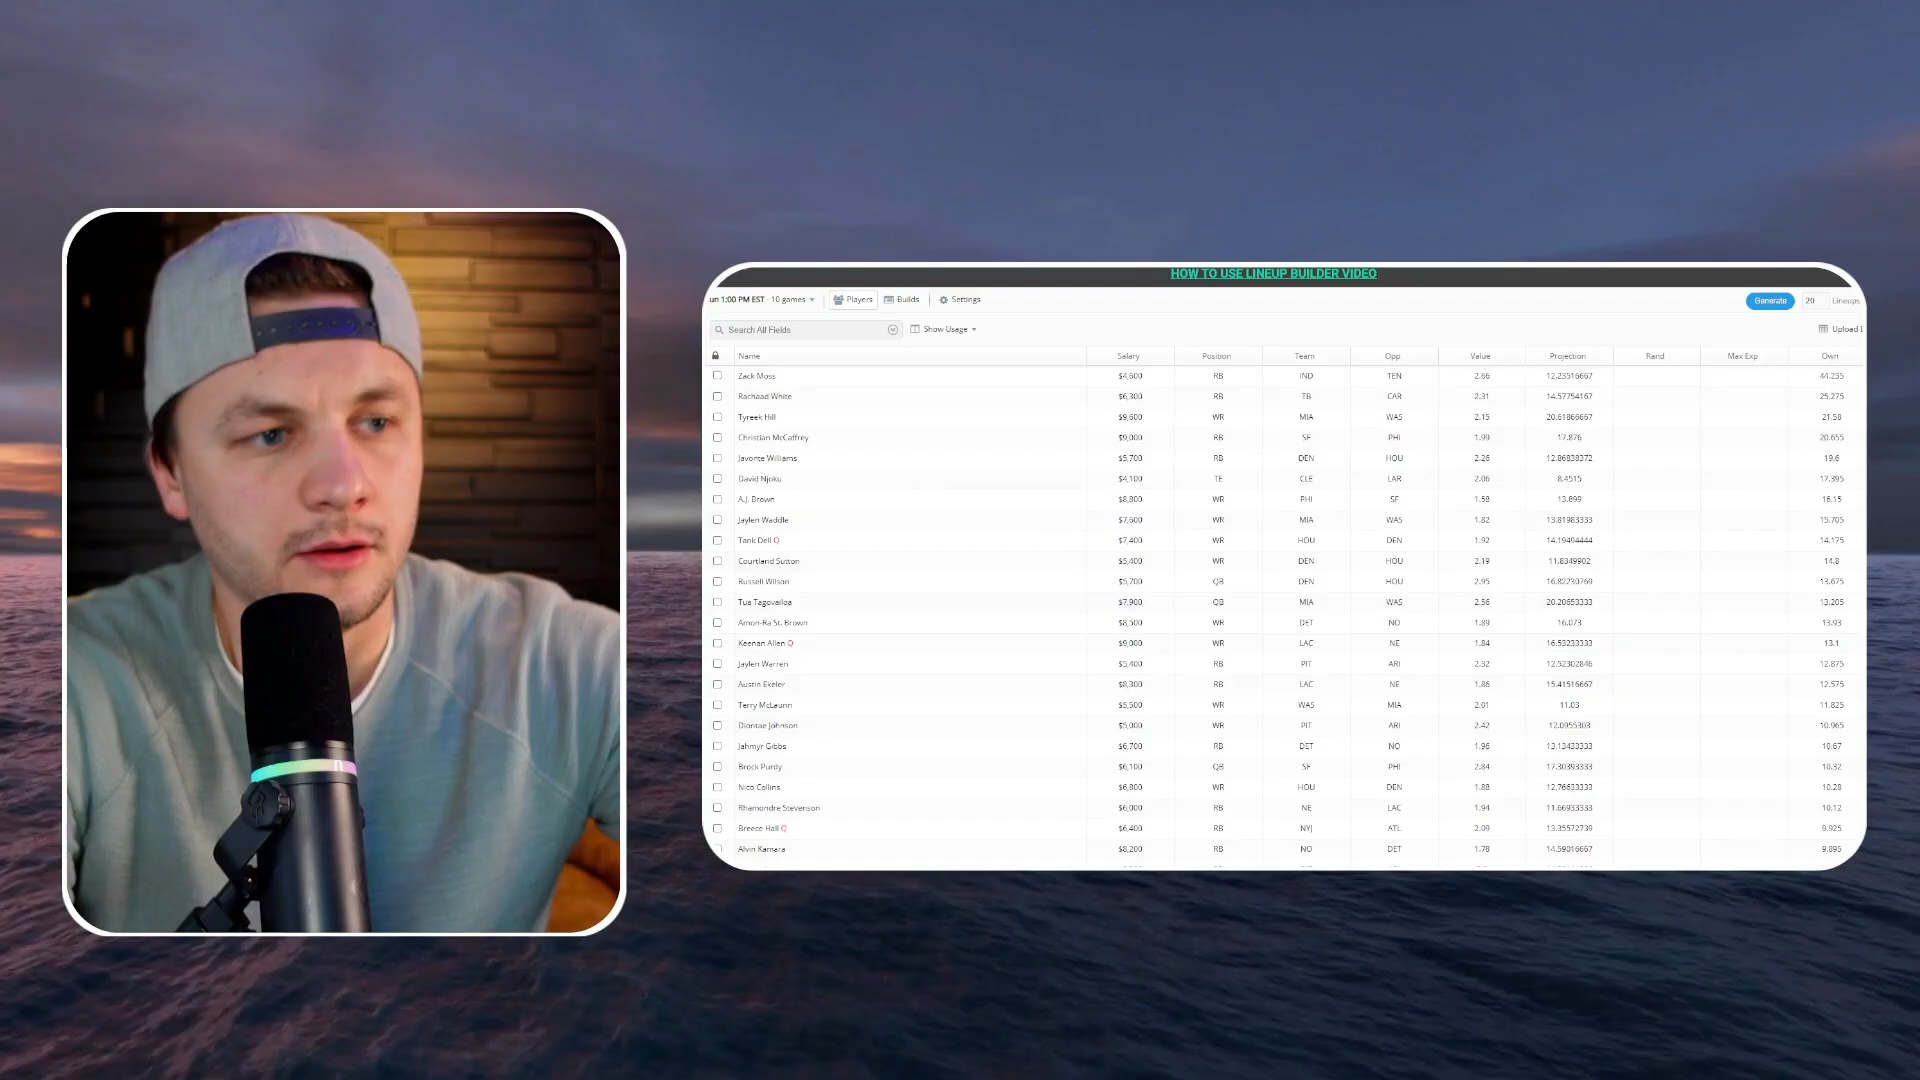 HOW TO USE LINEUP BUILDER VIDEO
un 1:00 PM EST - 10 games Players Builds Settings Generate 20 Lineups
Search All Fields Show Usage Upload
Name Salary Position Team Opp Value Projection Rand Max Exp Own
Zack Moss $4,600 RB IND TEN 2.66 12.23516667 44.235
Rachaad White $6,300 RB TB CAR 2.31 14.57754167 25.275
Tyreek Hill $9,600 WR MIA WAS 2.15 20.61866667 21.58
Christian McCaffrey $9,000 RB SF PHI 1.99 17.876 20.655
Javonte Williams $5,700 RB DEN HOU 2.26 12.86838372 19.6
David Njoku $4,100 TE CLE LAR 2.06 8.4515 17.395
A.J. Brown $8,800 WR PHI SF 1.58 13.899 16.15
Jaylen Waddle $7,600 WR MIA WAS 1.82 13.81983333 15.705
Tank Dell Q $7,400 WR HOU DEN 1.92 14.19494444 14.175
Courtland Sutton $5,400 WR DEN HOU 2.19 11.8349902 14.8
Russell Wilson $5,700 QB DEN HOU 2.95 16.82230769 13.675
Tua Tagovailoa $7,900 QB MIA WAS 2.56 20.20653333 13.205
Amon-Ra St. Brown $8,500 WR DET NO 1.89 16.073 13.93
Keenan Allen Q $9,000 WR LAC NE 1.84 16.53233333 13.1
Jaylen Warren $5,400 RB PIT ARI 2.32 12.52302846 12.875
Austin Ekeler $8,300 RB LAC NE 1.86 15.41516667 12.575
Terry McLaurin $5,500 WR WAS MIA 2.01 11.03 11.825
Diontae Johnson $5,000 WR PIT ARI 2.42 12.0955303 10.965
Jahmyr Gibbs $6,700 RB DET NO 1.96 13.13433333 10.67
Brock Purdy $6,100 QB SF PHI 2.84 17.30393333 10.32
Nico Collins $6,800 WR HOU DEN 1.88 12.76633333 10.28
Rhamondre Stevenson $6,000 RB NE LAC 1.94 11.66933333 10.12
Breece Hall Q $6,400 RB NYJ ATL 2.09 13.35572739 9.925
Alvin Kamara $8,200 RB NO DET 1.78 14.59016667 9.895